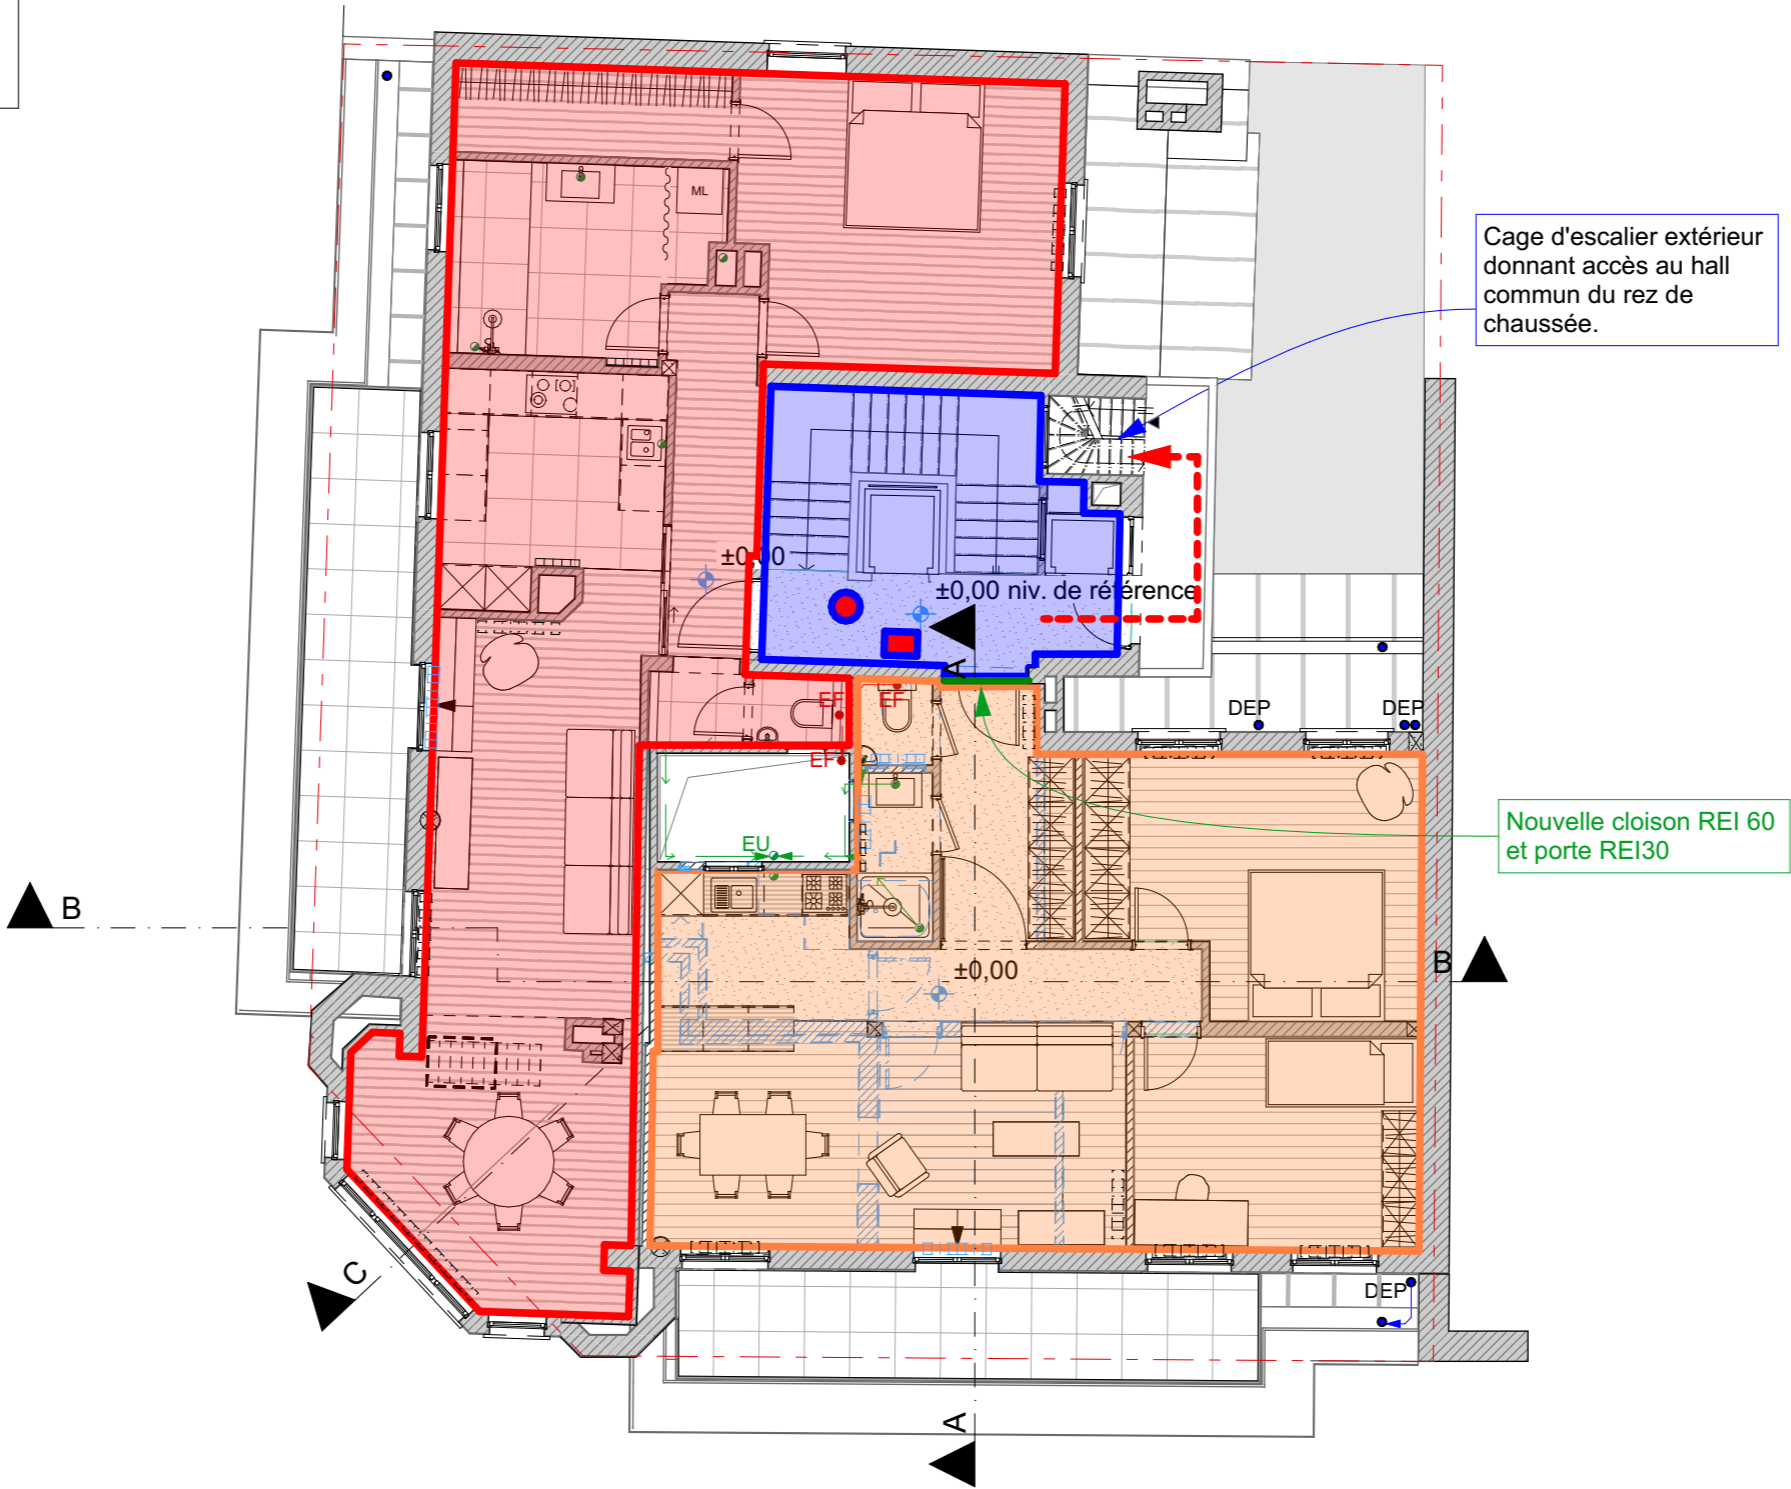 ML
Cage d'escalier extérieur
donnant accès au hall
commun du rez de
chaussée.
±0,00
±0,00 niv. de référence
A
EF
EF
DEP
DEP
EF
EU
Nouvelle cloison REI 60
et porte REI30
B
±0,00
B
C
DEP
A